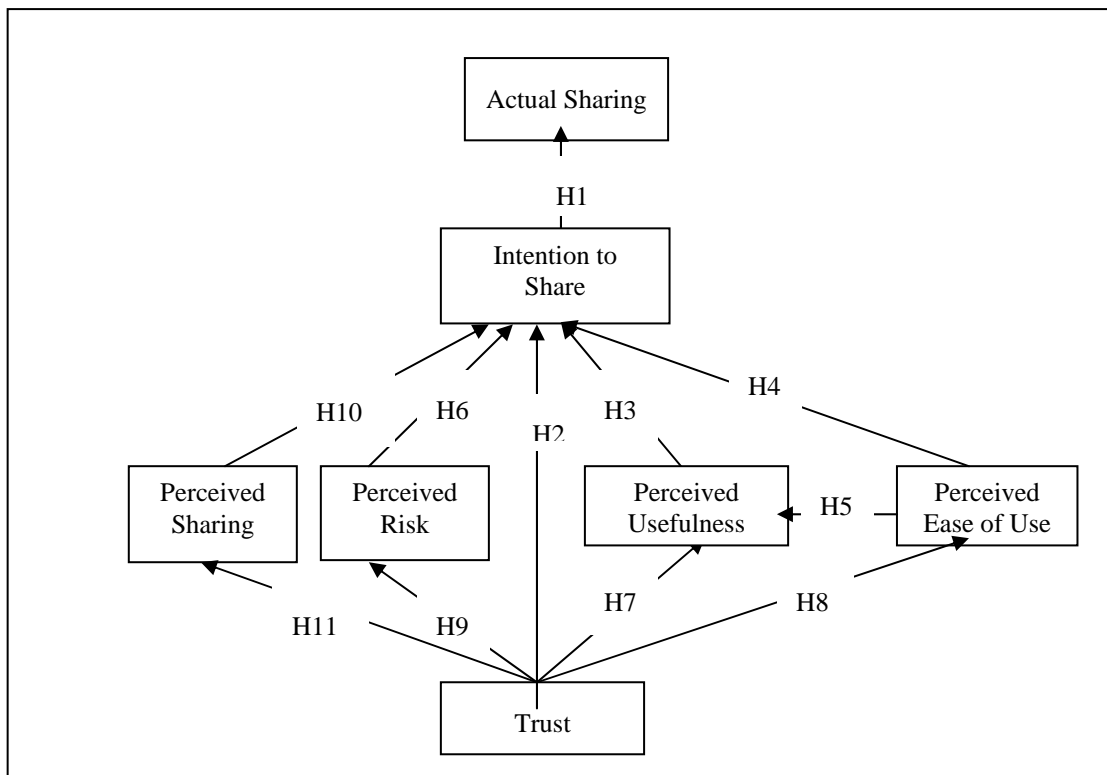 Actual Sharing
H1
Intention to
Share
H10
H6
H2
H3
H4
Perceived
Sharing
Perceived
Risk
Perceived
Usefulness
H5
Perceived
Ease of Use
H11
H9
H7
H8
Trust